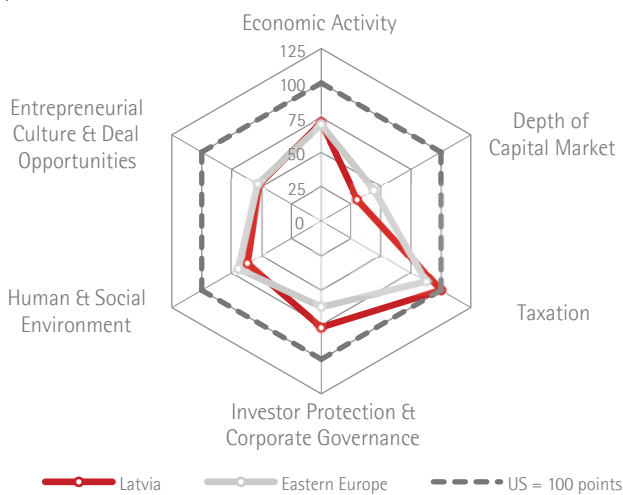 Economic Activity
125
100
75
50
25
0
Depth of
Capital Market
Taxation
Investor Protection &
Corporate Governance
Human & Social
Environment
Entrepreneurial
Culture & Deal
Opportunities
Latvia
Eastern Europe
US = 100 points